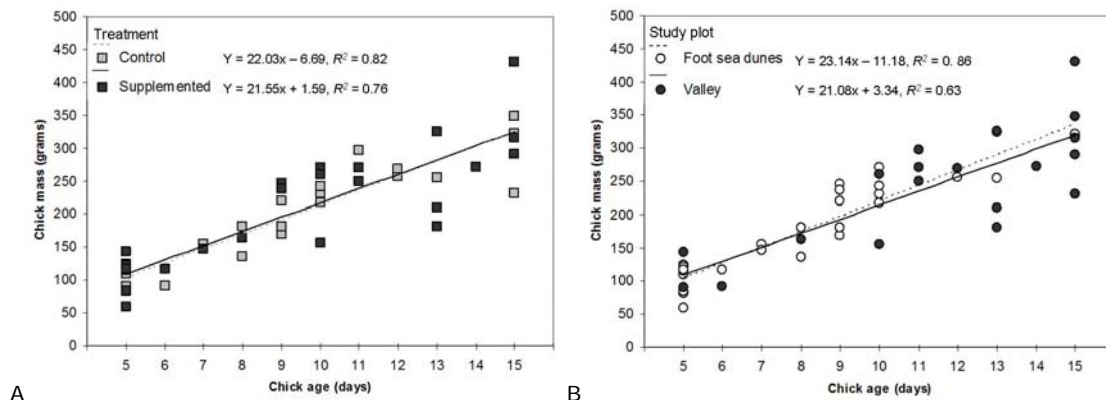 500
450
400
350
300
250
200
150
100
50
0
Treatment
Control Y = 22.03x – 6.69, R² = 0.82
Supplemented Y = 21.55x + 1.59, R² = 0.76
Chick mass (grams)
5 6 7 8 9 10 11 12 13 14 15
Chick age (days)
A
500
450
400
350
300
250
200
150
100
50
0
Study plot
Foot sea dunes Y = 23.14x – 11.18, R² = 0. 86
Valley Y = 21.08x + 3.34, R² = 0.63
Chick mass (grams)
5 6 7 8 9 10 11 12 13 14 15
Chick age (days)
B